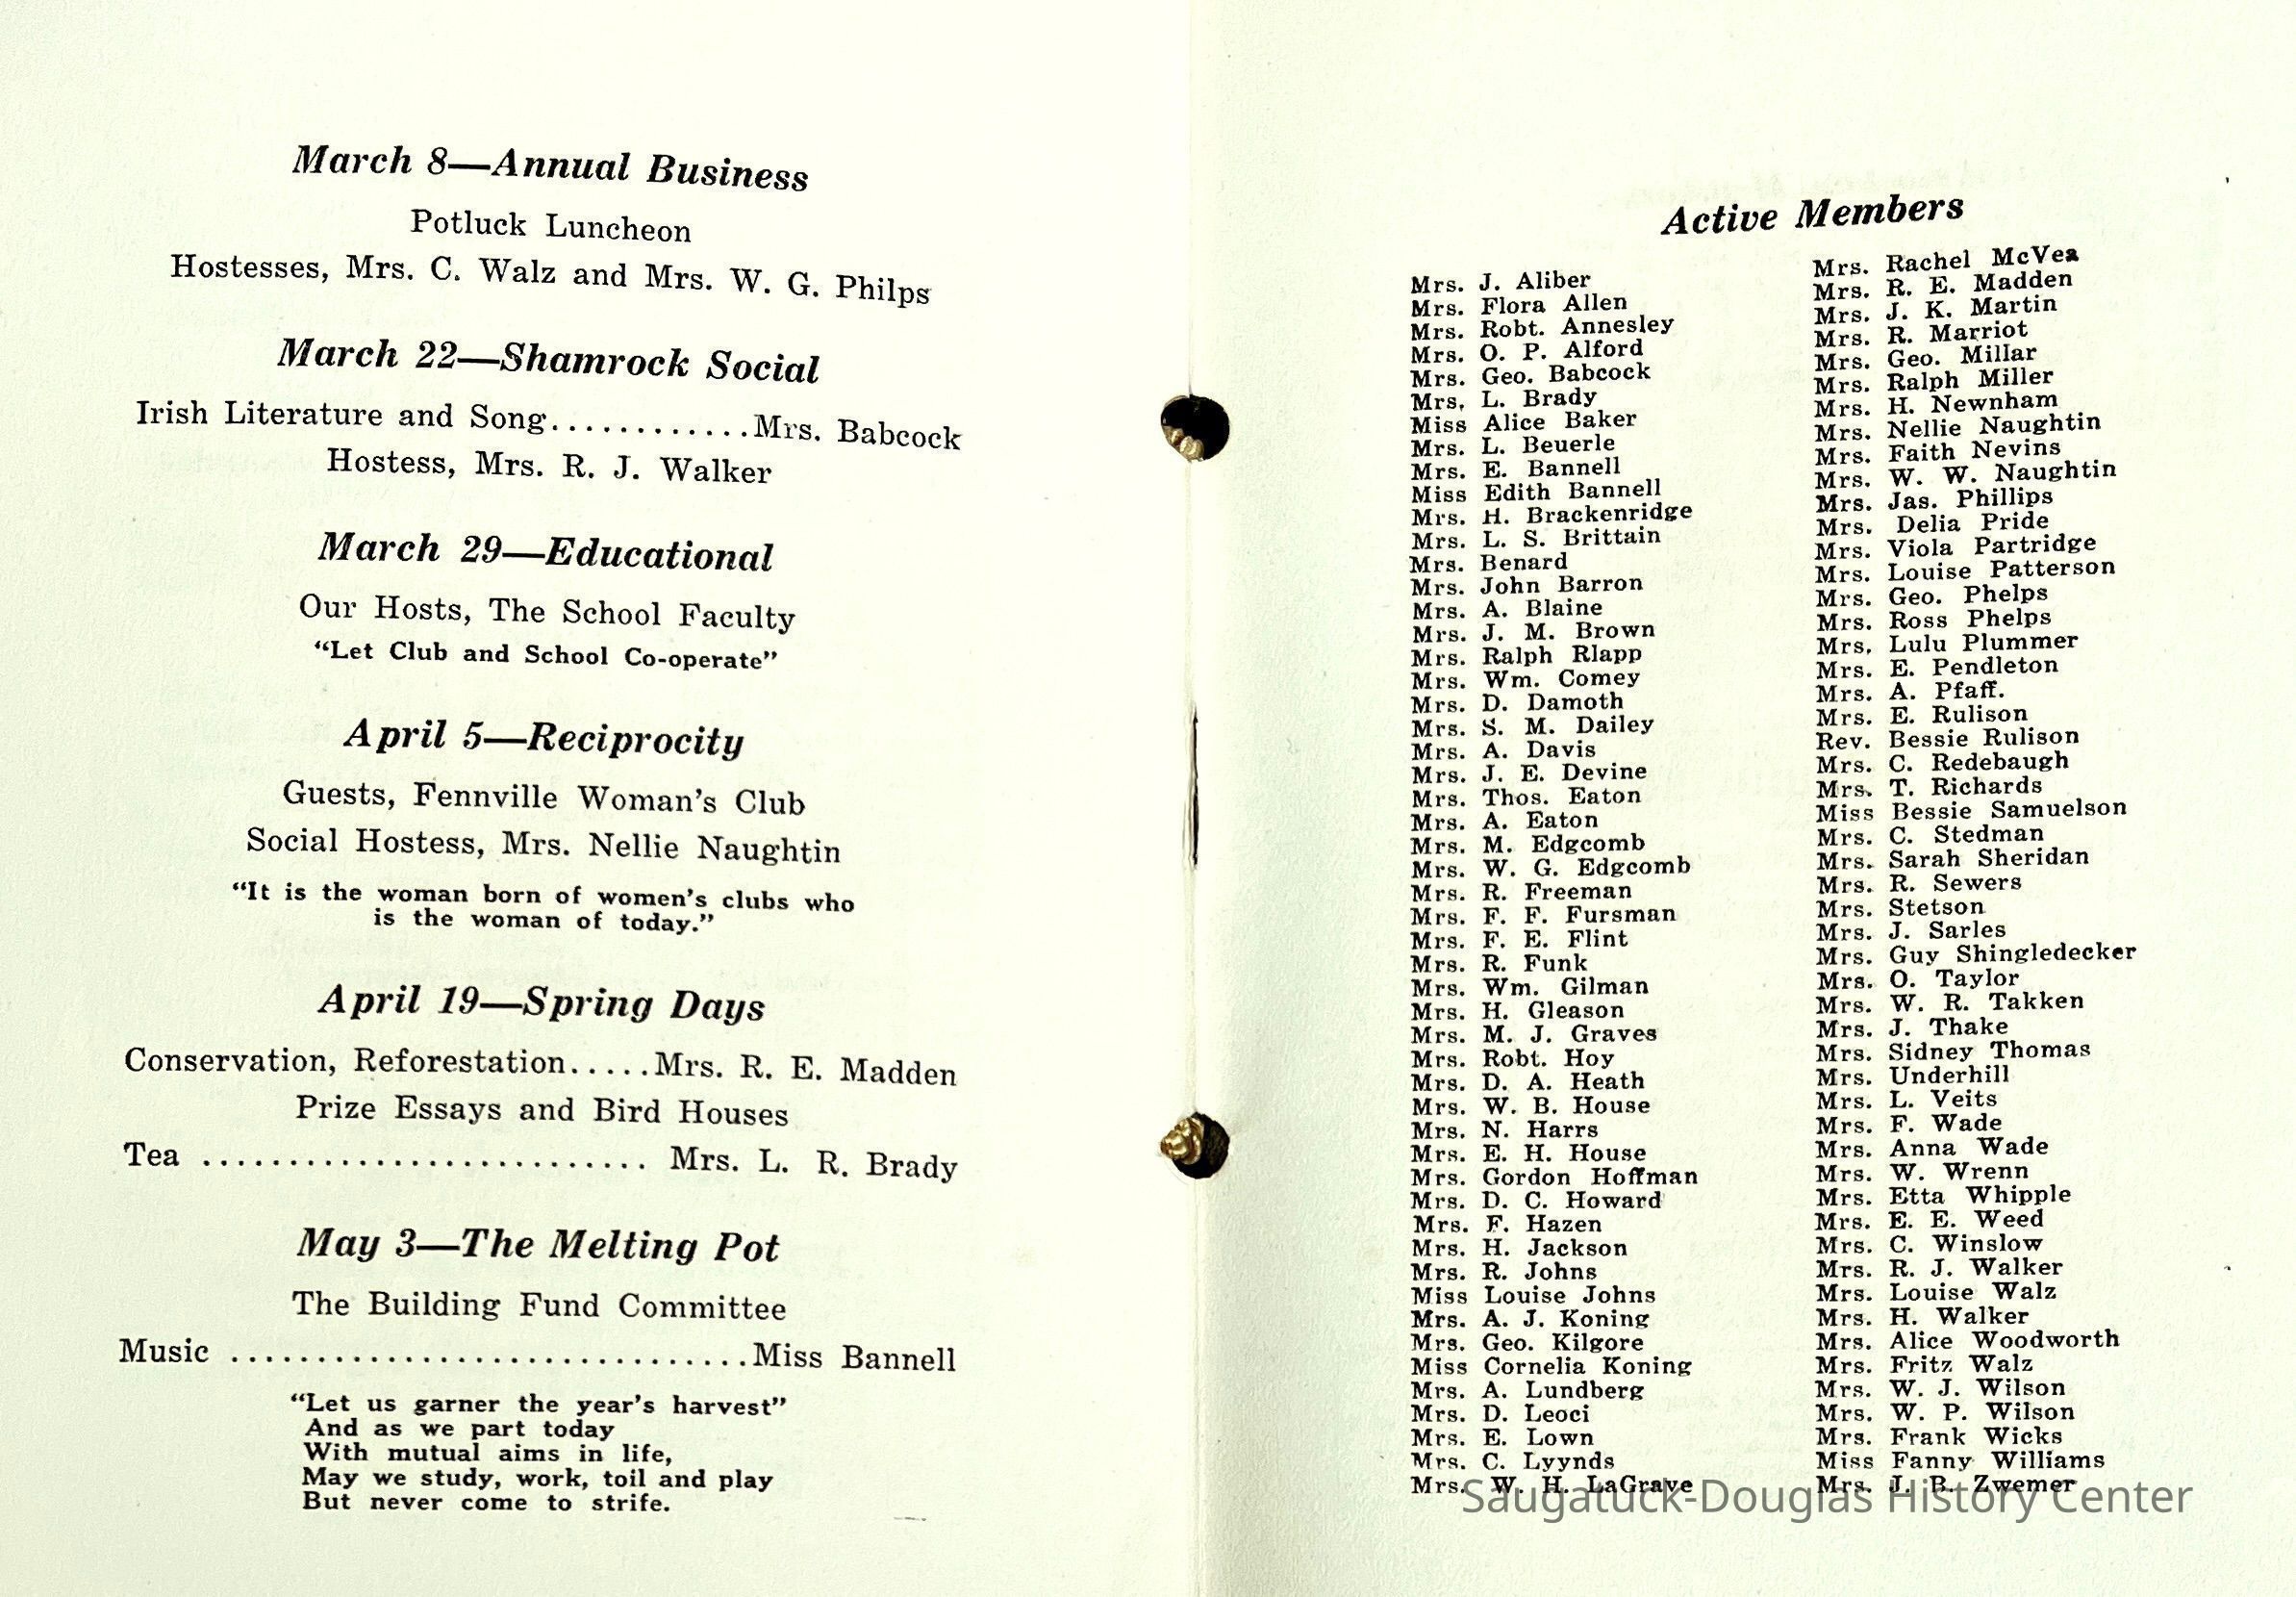 March 8—Annual Business
Potluck Luncheon
Hostesses, Mrs. C. Walz and Mrs. W. G. Philps
March 22—Shamrock Social
Irish Literature and Song............Mrs. Babcock
Hostess, Mrs. R. J. Walker
March 29—Educational
Our Hosts, The School Faculty
“Let Club and School Co-operate”
April 5—Reciprocity
Guests, Fennville Woman’s Club
Social Hostess, Mrs. Nellie Naughtin
“It is the woman born of women’s clubs who
is the woman of today.”
April 19—Spring Days
Conservation, Reforestation.....Mrs. R. E. Madden
Prize Essays and Bird Houses
Tea .......................... Mrs. L. R. Brady
May 3—The Melting Pot
The Building Fund Committee
Music ..............................Miss Bannell
“Let us garner the year’s harvest”
And as we part today
With mutual aims in life,
May we study, work, toil and play
But never come to strife.
Active Members
Mrs. J. Aliber
Mrs. Flora Allen
Mrs. Robt. Annesley
Mrs. O. P. Alford
Mrs. Geo. Babcock
Mrs, L. Brady
Miss Alice Baker
Mrs. L. Beuerle
Mrs. E. Bannell
Miss Edith Bannell
Mrs. H. Brackenridge
Mrs. L. S. Brittain
Mrs. Benard
Mrs. John Barron
Mrs. A. Blaine
Mrs. J. M. Brown
Mrs. Ralph Rlapp
Mrs. Wm. Comey
Mrs. D. Damoth
Mrs. S. M. Dailey
Mrs. A. Davis
Mrs. J. E. Devine
Mrs. Thos. Eaton
Mrs. A. Eaton
Mrs. M. Edgcomb
Mrs. W. G. Edgcomb
Mrs. R. Freeman
Mrs. F. F. Fursman
Mrs. F. E. Flint
Mrs. R. Funk
Mrs. Wm. Gilman
Mrs. H. Gleason
Mrs. M. J. Graves
Mrs. Robt. Hoy
Mrs. D. A. Heath
Mrs. W. B. House
Mrs. N. Harrs
Mrs. E. H. House
Mrs. Gordon Hoffman
Mrs. D. C. Howard
Mrs. F. Hazen
Mrs. H. Jackson
Mrs. R. Johns
Miss Louise Johns
Mrs. A. J. Koning
Mrs. Geo. Kilgore
Miss Cornelia Koning
Mrs. A. Lundberg
Mrs. D. Leoci
Mrs. E. Lown
Mrs. C. Lyynds
Mrs. W. H. LaGrave
Mrs. Rachel McVea
Mrs. R. E. Madden
Mrs. J. K. Martin
Mrs. R. Marriot
Mrs. Geo. Millar
Mrs. Ralph Miller
Mrs. H. Newnham
Mrs. Nellie Naughtin
Mrs. Faith Nevins
Mrs. W. W. Naughtin
Mrs. Jas. Phillips
Mrs. Delia Pride
Mrs. Viola Partridge
Mrs. Louise Patterson
Mrs. Geo. Phelps
Mrs. Ross Phelps
Mrs. Lulu Plummer
Mrs. E. Pendleton
Mrs. A. Pfaff.
Mrs. E. Rulison
Rev. Bessie Rulison
Mrs. C. Redebaugh
Mrs. T. Richards
Miss Bessie Samuelson
Mrs. C. Stedman
Mrs. Sarah Sheridan
Mrs. R. Sewers
Mrs. Stetson
Mrs. J. Sarles
Mrs. Guy Shingledecker
Mrs. O. Taylor
Mrs. W. R. Takken
Mrs. J. Thake
Mrs. Sidney Thomas
Mrs. Underhill
Mrs. L. Veits
Mrs. F. Wade
Mrs. Anna Wade
Mrs. W. Wrenn
Mrs. Etta Whipple
Mrs. E. E. Weed
Mrs. C. Winslow
Mrs. R. J. Walker
Mrs. Louise Walz
Mrs. H. Walker
Mrs. Alice Woodworth
Mrs. Fritz Walz
Mrs. W. J. Wilson
Mrs. W. P. Wilson
Mrs. Frank Wicks
Miss Fanny Williams
Mrs. J. B. Zwemer
Saugatuck-Douglas History Center